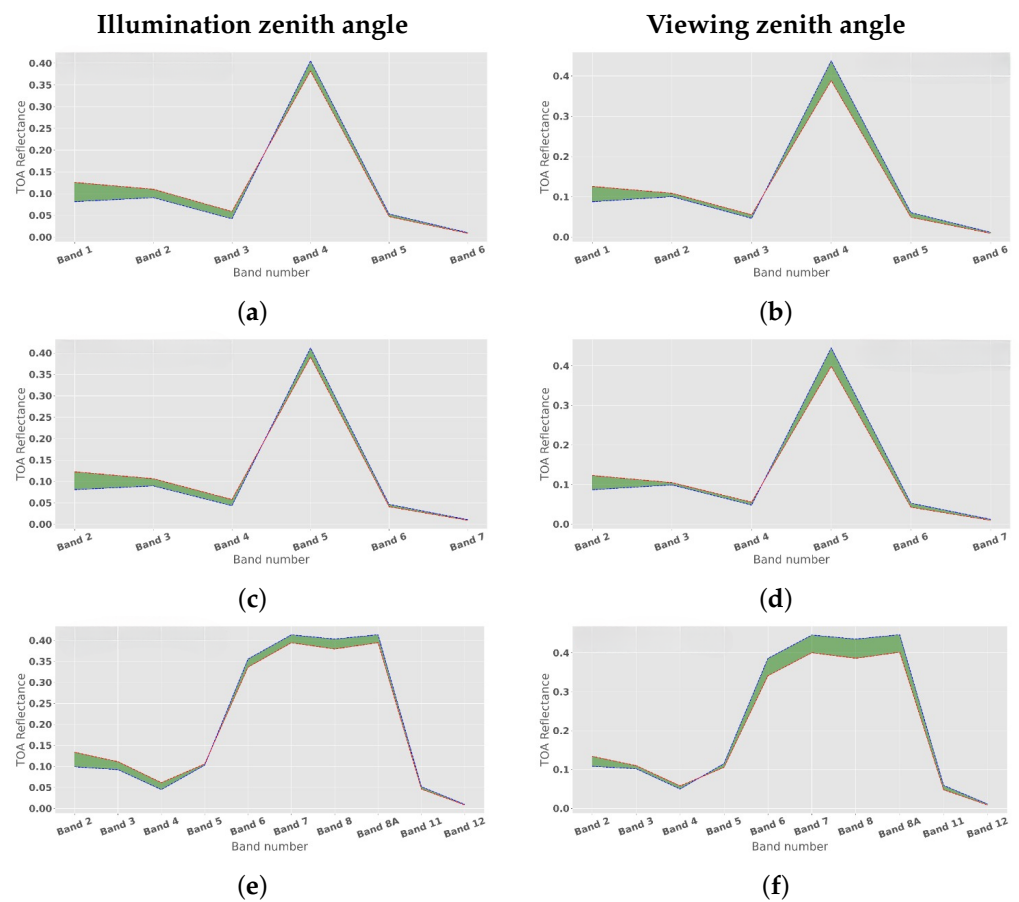 Illumination zenith angle
Viewing zenith angle
0.40
0.35
0.30
0.25
0.20
0.15
0.10
0.05
0.00
TOA Reflectance
Band 1 Band 2 Band 3 Band 4 Band 5 Band 6
Band number
(a)
0.4
0.3
0.2
0.1
0.0
TOA Reflectance
Band 1 Band 2 Band 3 Band 4 Band 5 Band 6
Band number
(b)
0.40
0.35
0.30
0.25
0.20
0.15
0.10
0.05
0.00
TOA Reflectance
Band 2 Band 3 Band 4 Band 5 Band 6 Band 7
Band number
(c)
0.4
0.3
0.2
0.1
0.0
TOA Reflectance
Band 2 Band 3 Band 4 Band 5 Band 6 Band 7
Band number
(d)
0.40
0.35
0.30
0.25
0.20
0.15
0.10
0.05
0.00
TOA Reflectance
Band 2 Band 3 Band 4 Band 5 Band 6 Band 7 Band 8 Band 8A Band 11 Band 12
Band number
(e)
0.4
0.3
0.2
0.1
0.0
TOA Reflectance
Band 2 Band 3 Band 4 Band 5 Band 6 Band 7 Band 8 Band 8A Band 11 Band 12
Band number
(f)